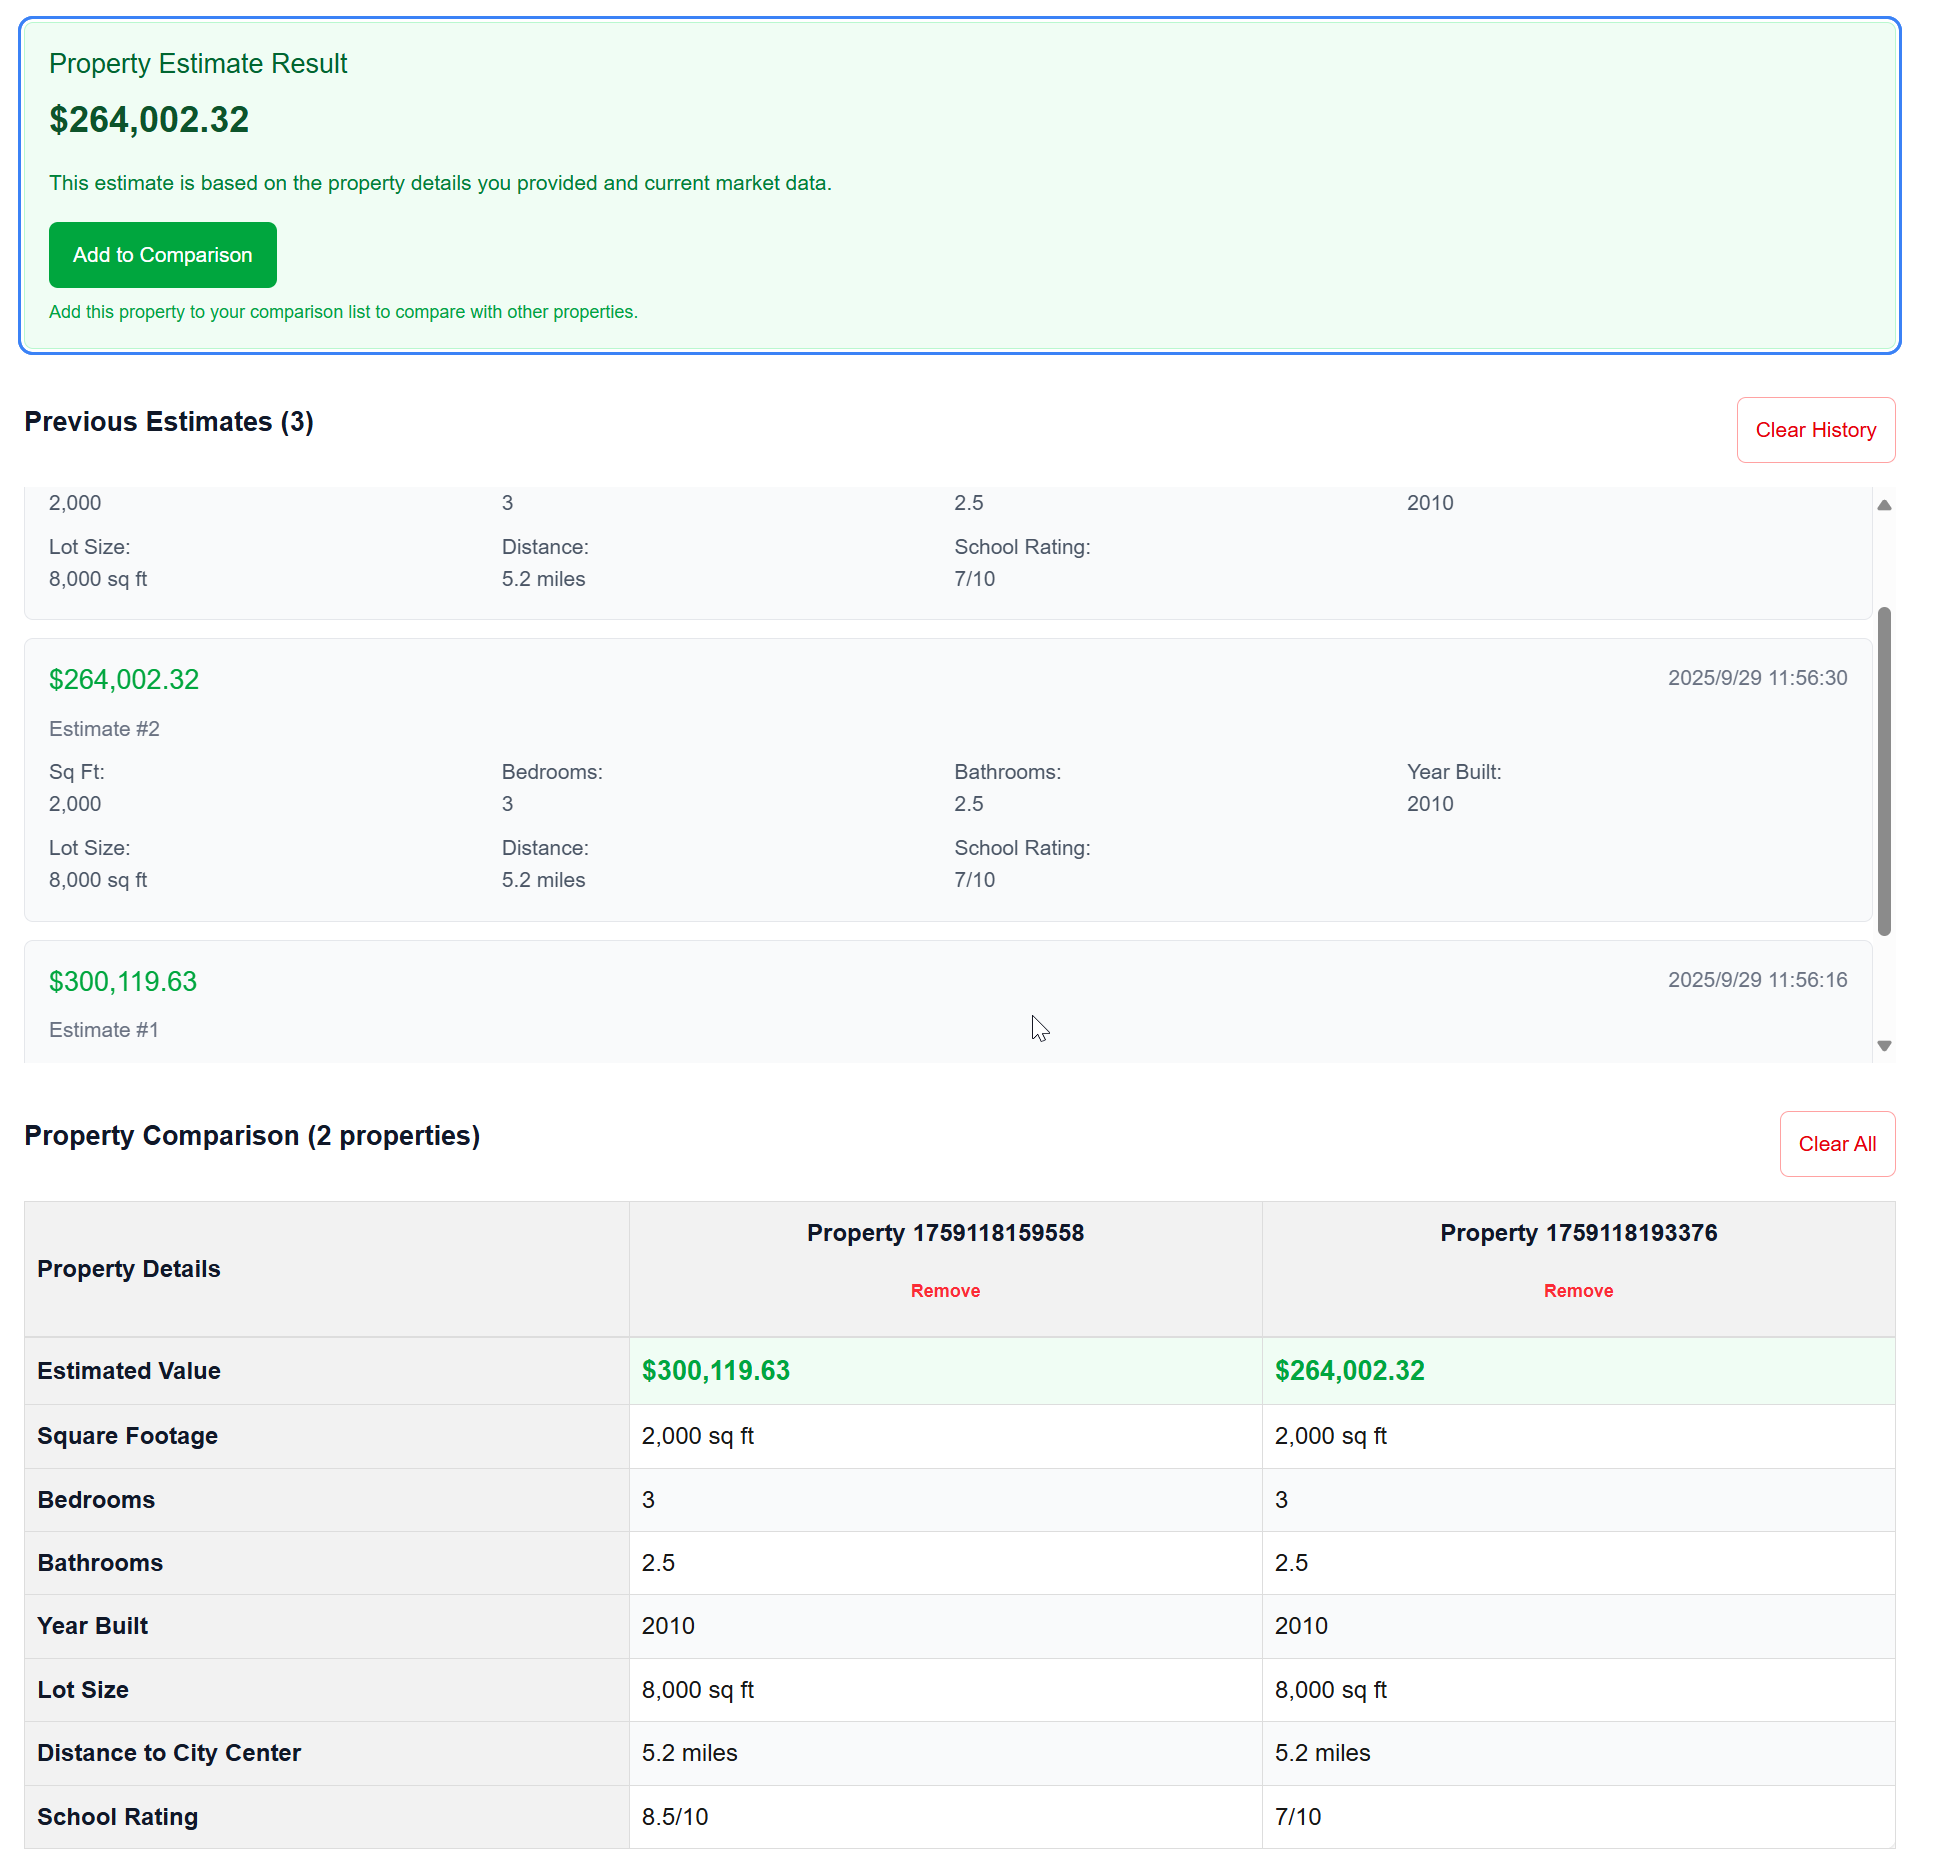 Property Estimate Result
$264,002.32
This estimate is based on the property details you provided and current market data.
Add to Comparison
Add this property to your comparison list to compare with other properties.
Previous Estimates (3)
Clear History
2,000 3 2.5 2010
Lot Size: Distance: School Rating:
8,000 sq ft 5.2 miles 7/10
$264,002.32 2025/9/29 11:56:30
Estimate #2
Sq Ft: Bedrooms: Bathrooms: Year Built:
2,000 3 2.5 2010
Lot Size: Distance: School Rating:
8,000 sq ft 5.2 miles 7/10
$300,119.63 2025/9/29 11:56:16
Estimate #1
Property Comparison (2 properties)
Clear All
Property Details Property 1759118159558 Property 1759118193376
Remove Remove
Estimated Value $300,119.63 $264,002.32
Square Footage 2,000 sq ft 2,000 sq ft
Bedrooms 3 3
Bathrooms 2.5 2.5
Year Built 2010 2010
Lot Size 8,000 sq ft 8,000 sq ft
Distance to City Center 5.2 miles 5.2 miles
School Rating 8.5/10 7/10